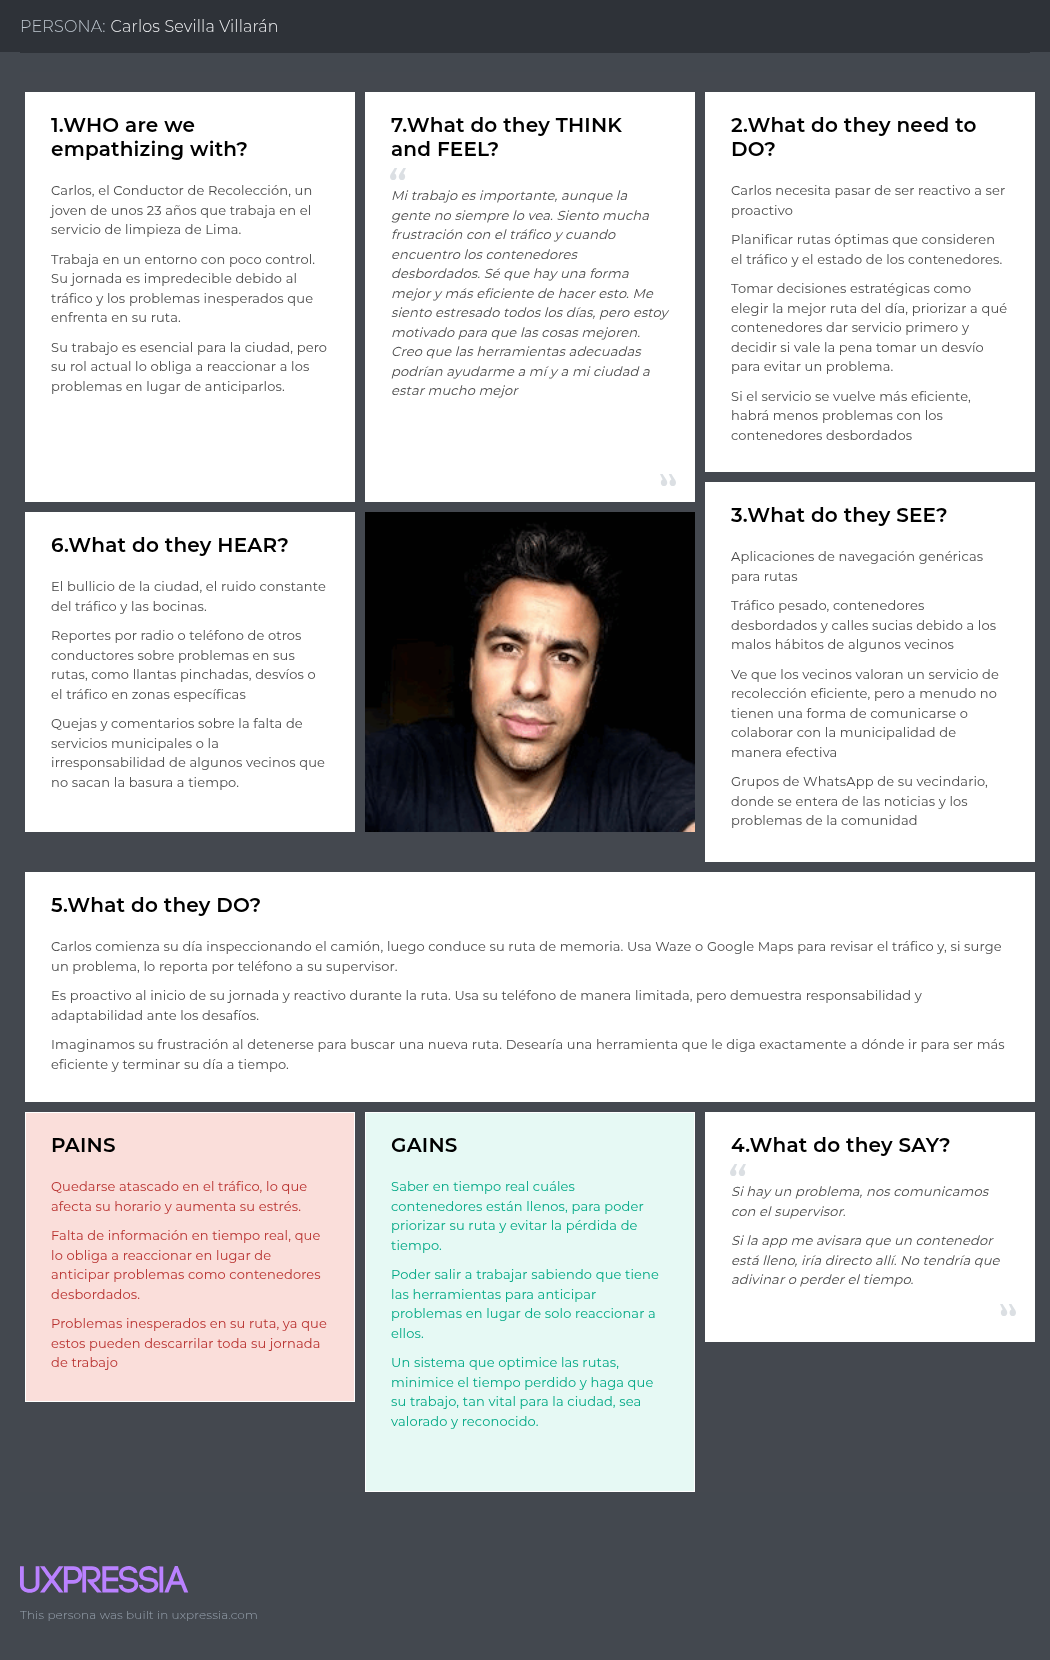 PERSONA: Carlos Sevilla Villarán
1.WHO are we
empathizing with?
Carlos, el Conductor de Recolección, un
joven de unos 23 años que trabaja en el
servicio de limpieza de Lima.
Trabaja en un entorno con poco control.
Su jornada es impredecible debido al
tráfico y los problemas inesperados que
enfrenta en su ruta.
Su trabajo es esencial para la ciudad, pero
su rol actual lo obliga a reaccionar a los
problemas en lugar de anticiparlos.
7.What do they THINK
and FEEL?
“
Mi trabajo es importante, aunque la
gente no siempre lo vea. Siento mucha
frustración con el tráfico y cuando
encuentro los contenedores
desbordados. Sé que hay una forma
mejor y más eficiente de hacer esto. Me
siento estresado todos los días, pero estoy
motivado para que las cosas mejoren.
Creo que las herramientas adecuadas
podrían ayudarme a mí y a mi ciudad a
estar mucho mejor
”
2.What do they need to
DO?
Carlos necesita pasar de ser reactivo a ser
proactivo
Planificar rutas óptimas que consideren
el tráfico y el estado de los contenedores.
Tomar decisiones estratégicas como
elegir la mejor ruta del día, priorizar a qué
contenedores dar servicio primero y
decidir si vale la pena tomar un desvío
para evitar un problema.
Si el servicio se vuelve más eficiente,
habrá menos problemas con los
contenedores desbordados
6.What do they HEAR?
El bullicio de la ciudad, el ruido constante
del tráfico y las bocinas.
Reportes por radio o teléfono de otros
conductores sobre problemas en sus
rutas, como llantas pinchadas, desvíos o
el tráfico en zonas específicas
Quejas y comentarios sobre la falta de
servicios municipales o la
irresponsabilidad de algunos vecinos que
no sacan la basura a tiempo.
3.What do they SEE?
Aplicaciones de navegación genéricas
para rutas
Tráfico pesado, contenedores
desbordados y calles sucias debido a los
malos hábitos de algunos vecinos
Ve que los vecinos valoran un servicio de
recolección eficiente, pero a menudo no
tienen una forma de comunicarse o
colaborar con la municipalidad de
manera efectiva
Grupos de WhatsApp de su vecindario,
donde se entera de las noticias y los
problemas de la comunidad
5.What do they DO?
Carlos comienza su día inspeccionando el camión, luego conduce su ruta de memoria. Usa Waze o Google Maps para revisar el tráfico y, si surge
un problema, lo reporta por teléfono a su supervisor.
Es proactivo al inicio de su jornada y reactivo durante la ruta. Usa su teléfono de manera limitada, pero demuestra responsabilidad y
adaptabilidad ante los desafíos.
Imaginamos su frustración al detenerse para buscar una nueva ruta. Desearía una herramienta que le diga exactamente a dónde ir para ser más
eficiente y terminar su día a tiempo.
PAINS
Quedarse atascado en el tráfico, lo que
afecta su horario y aumenta su estrés.
Falta de información en tiempo real, que
lo obliga a reaccionar en lugar de
anticipar problemas como contenedores
desbordados.
Problemas inesperados en su ruta, ya que
estos pueden descarrilar toda su jornada
de trabajo
GAINS
Saber en tiempo real cuáles
contenedores están llenos, para poder
priorizar su ruta y evitar la pérdida de
tiempo.
Poder salir a trabajar sabiendo que tiene
las herramientas para anticipar
problemas en lugar de solo reaccionar a
ellos.
Un sistema que optimice las rutas,
minimice el tiempo perdido y haga que
su trabajo, tan vital para la ciudad, sea
valorado y reconocido.
4.What do they SAY?
“
Si hay un problema, nos comunicamos
con el supervisor.
Si la app me avisara que un contenedor
está lleno, iría directo allí. No tendría que
adivinar o perder el tiempo.
”
UXPRESSIA
This persona was built in uxpressia.com